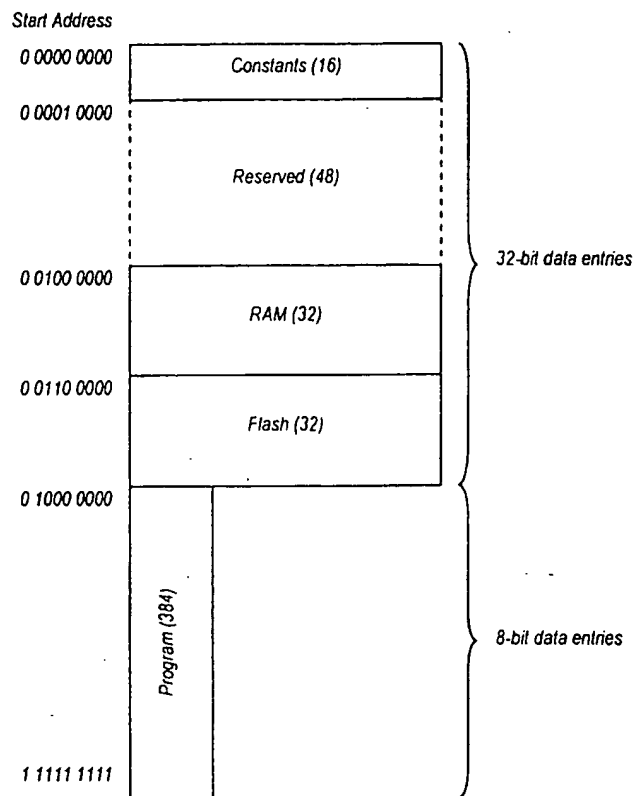 Start Address
0 0000 0000
Constants (16)
0 0001 0000
Reserved (48)
32-bit data entries
0 0100 0000
RAM (32)
0 0110 0000
Flash (32)
0 1000 0000
Program (384)
8-bit data entries
1 1111 1111